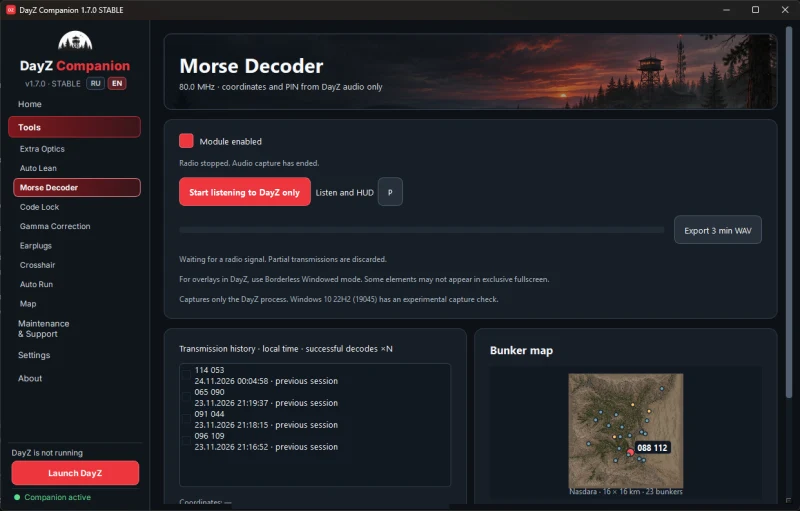 DZ DayZ Companion 1.7.0 STABLE
DayZ Companion
v1.7.0 · STABLE RU EN
Home
Tools
Extra Optics
Auto Lean
Morse Decoder
Code Lock
Gamma Correction
Earplugs
Crosshair
Auto Run
Map
Maintenance
& Support
Settings
About
DayZ is not running
Launch DayZ
Companion active
Morse Decoder
80.0 MHz · coordinates and PIN from DayZ audio only
Module enabled
Radio stopped. Audio capture has ended.
Start listening to DayZ only Listen and HUD P
Export 3 min WAV
Waiting for a radio signal. Partial transmissions are discarded.
For overlays in DayZ, use Borderless Windowed mode. Some elements may not appear in exclusive fullscreen.
Captures only the DayZ process. Windows 10 22H2 (19045) has an experimental capture check.
Transmission history · local time · successful decodes ×N
114 053
24.11.2026 00:04:58 · previous session
065 090
23.11.2026 21:19:37 · previous session
091 044
23.11.2026 21:18:15 · previous session
096 109
23.11.2026 21:16:52 · previous session
Coordinates: —
Bunker map
088 112
Nasdara · 16 × 16 km · 23 bunkers